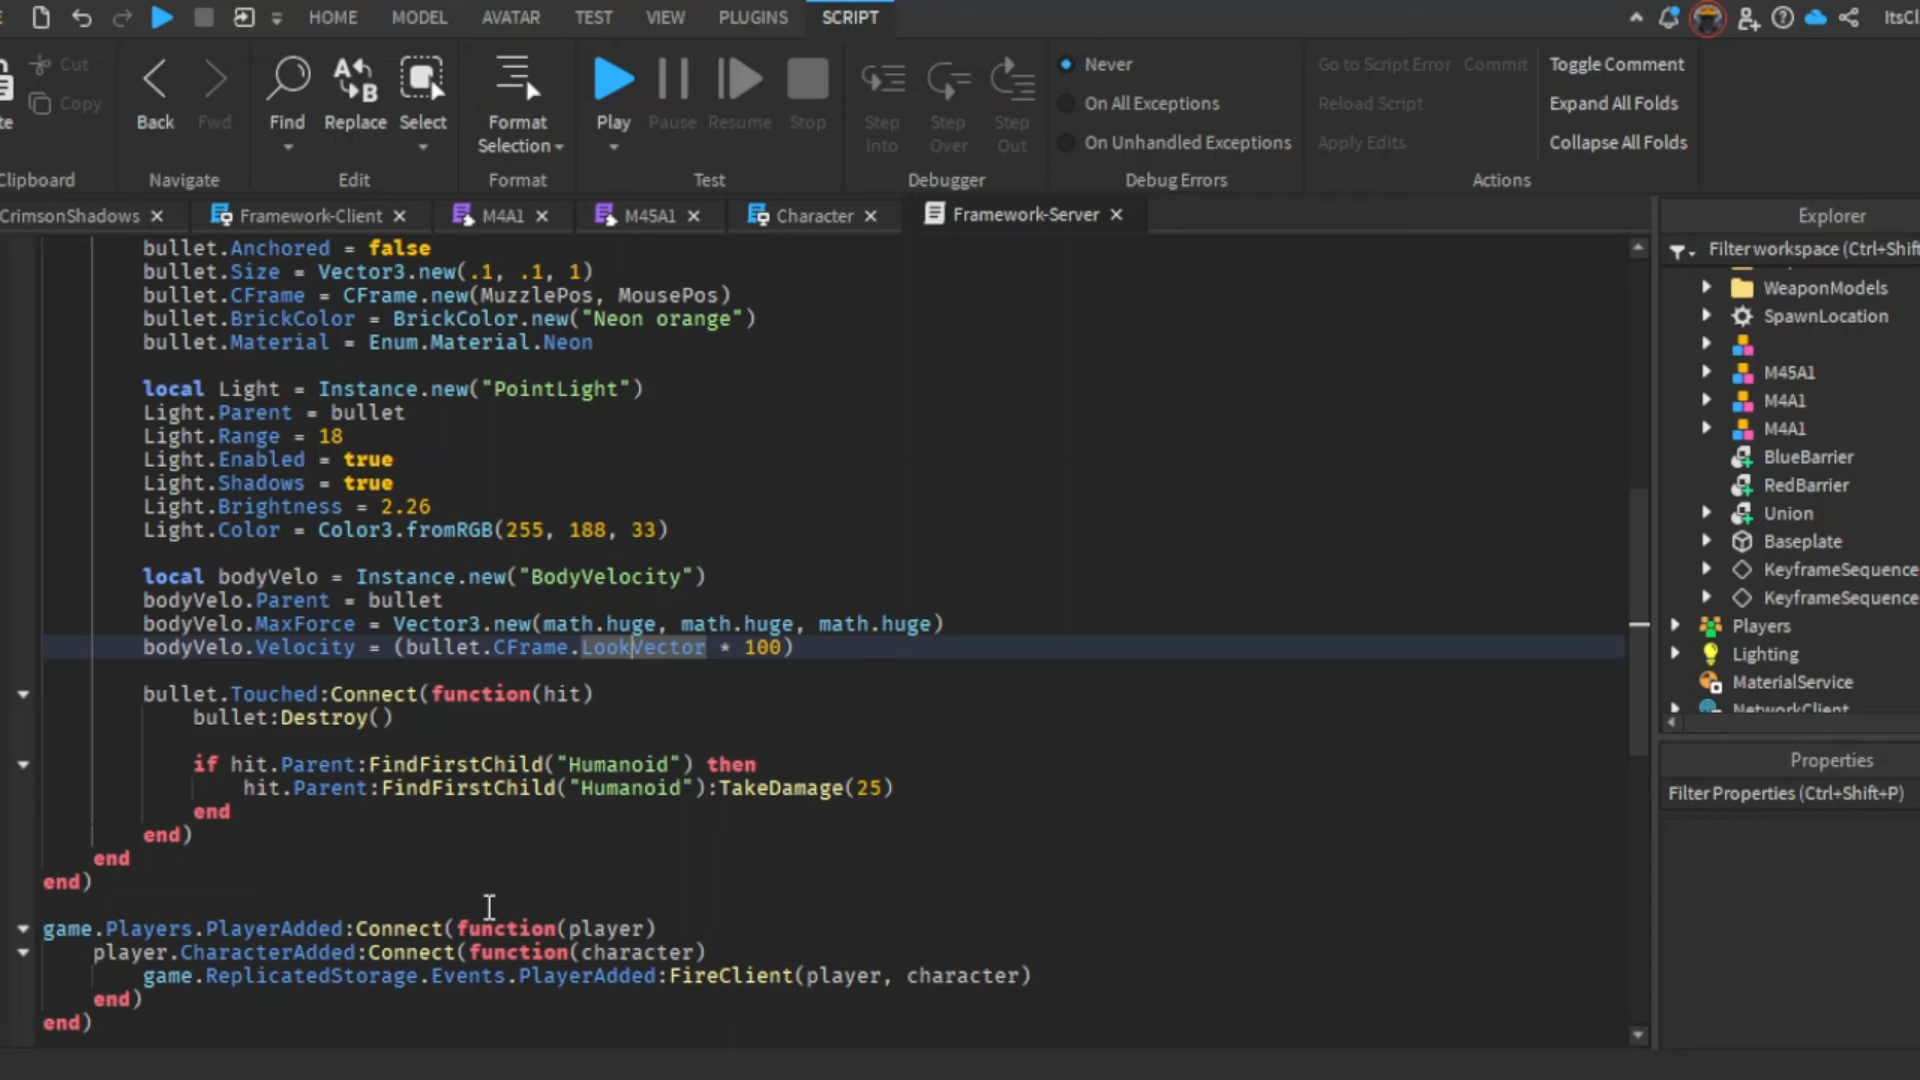 HOME MODEL AVATAR TEST VIEW PLUGINS SCRIPT
ItsCl
Cut
Copy
te
Clipboard
Back Fwd
Navigate
Find Replace Select
Edit
Format
Selection
Format
Play Pause Resume Stop
Test
Step Into
Step Over
Step Out
Debugger
Never
On All Exceptions
On Unhandled Exceptions
Debug Errors
Go to Script Error Commit
Reload Script
Apply Edits
Toggle Comment
Expand All Folds
Collapse All Folds
Actions
CrimsonShadows Framework-Client M4A1 M45A1 Character Framework-Server
bullet.Anchored = false
bullet.Size = Vector3.new(.1, .1, 1)
bullet.CFrame = CFrame.new(MuzzlePos, MousePos)
bullet.BrickColor = BrickColor.new("Neon orange")
bullet.Material = Enum.Material.Neon
local Light = Instance.new("PointLight")
Light.Parent = bullet
Light.Range = 18
Light.Enabled = true
Light.Shadows = true
Light.Brightness = 2.26
Light.Color = Color3.fromRGB(255, 188, 33)
local bodyVelo = Instance.new("BodyVelocity")
bodyVelo.Parent = bullet
bodyVelo.MaxForce = Vector3.new(math.huge, math.huge, math.huge)
bodyVelo.Velocity = (bullet.CFrame.LookVector * 100)
bullet.Touched:Connect(function(hit)
bullet:Destroy()
if hit.Parent:FindFirstChild("Humanoid") then
hit.Parent:FindFirstChild("Humanoid"):TakeDamage(25)
end
end)
end
end)
game.Players.PlayerAdded:Connect(function(player)
player.CharacterAdded:Connect(function(character)
game.ReplicatedStorage.Events.PlayerAdded:FireClient(player, character)
end)
end)
Explorer
Filter workspace (Ctrl+Shift
WeaponModels
SpawnLocation
M45A1
M4A1
M4A1
BlueBarrier
RedBarrier
Union
Baseplate
KeyframeSequence
KeyframeSequence
Players
Lighting
MaterialService
NetworkClient
Properties
Filter Properties (Ctrl+Shift+P)